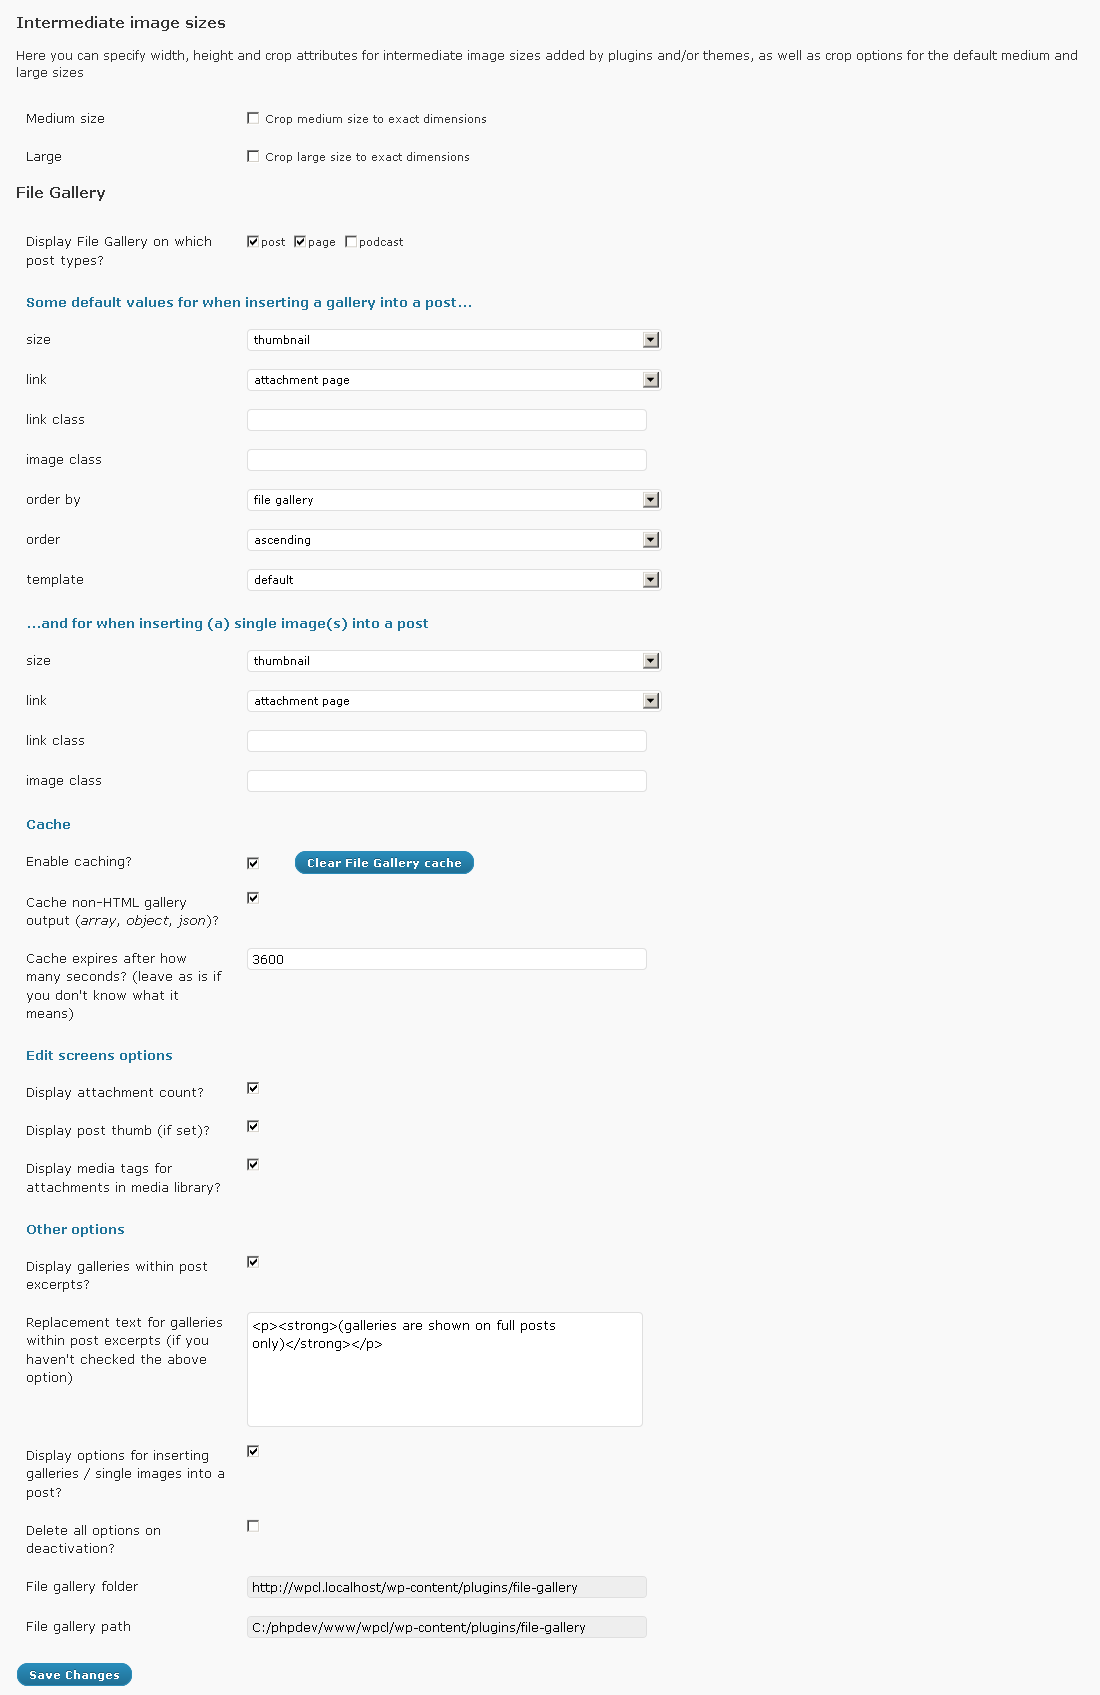 Intermediate image sizes
Here you can specify width, height and crop attributes for intermediate image sizes added by plugins and/or themes, as well as crop options for the default medium and
large sizes
Medium size
Crop medium size to exact dimensions
Large
Crop large size to exact dimensions
File Gallery
Display File Gallery on which
post types?
post page podcast
Some default values for when inserting a gallery into a post...
size
thumbnail
link
attachment page
link class
image class
order by
file gallery
order
ascending
template
default
...and for when inserting (a) single image(s) into a post
size
thumbnail
link
attachment page
link class
image class
Cache
Enable caching?
Clear File Gallery cache
Cache non-HTML gallery
output (array, object, json)?
Cache expires after how
many seconds? (leave as is if
you don't know what it
means)
3600
Edit screens options
Display attachment count?
Display post thumb (if set)?
Display media tags for
attachments in media library?
Other options
Display galleries within post
excerpts?
Replacement text for galleries
within post excerpts (if you
haven't checked the above
option)
<p><strong>(galleries are shown on full posts
only)</strong></p>
Display options for inserting
galleries / single images into a
post?
Delete all options on
deactivation?
File gallery folder
http://wpcl.localhost/wp-content/plugins/file-gallery
File gallery path
C:/phpdev/www/wpcl/wp-content/plugins/file-gallery
Save Changes